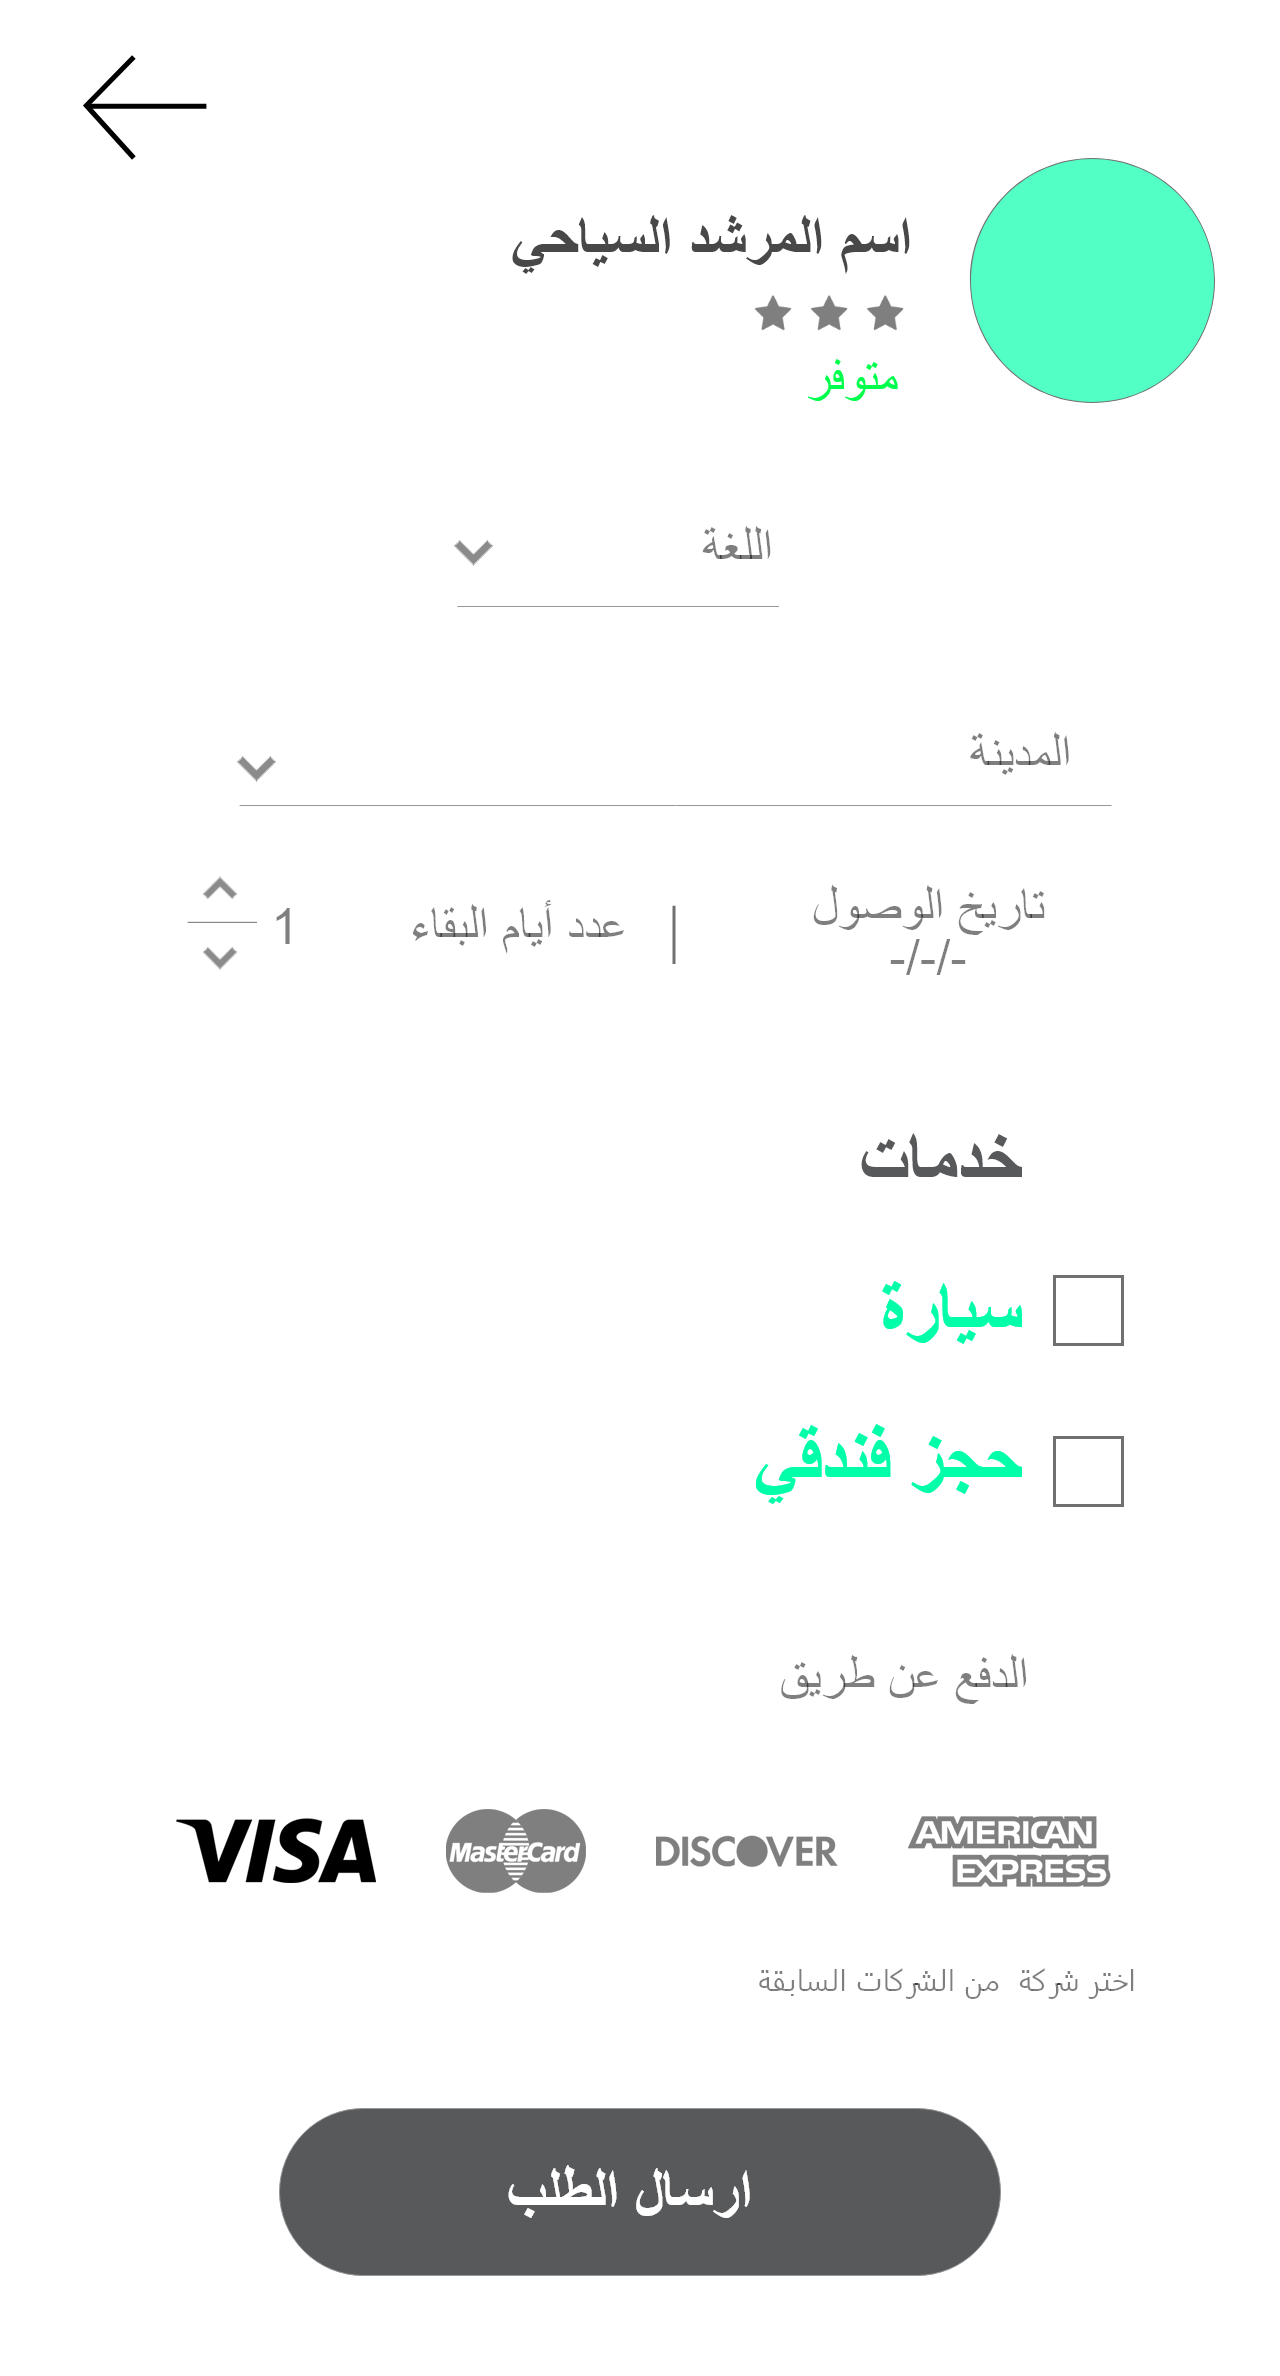 اسم المرشد السياحي
متوفر
اللغة
المدينة
تاريخ الوصول
-/-/-
|
عدد أيام البقاء
1
خدمات
سيارة
حجز فندقي
الدفع عن طريق
VISA
MasterCard
DISCOVER
AMERICAN
EXPRESS
اختر شركة من الشركات السابقة
ارسال الطلب